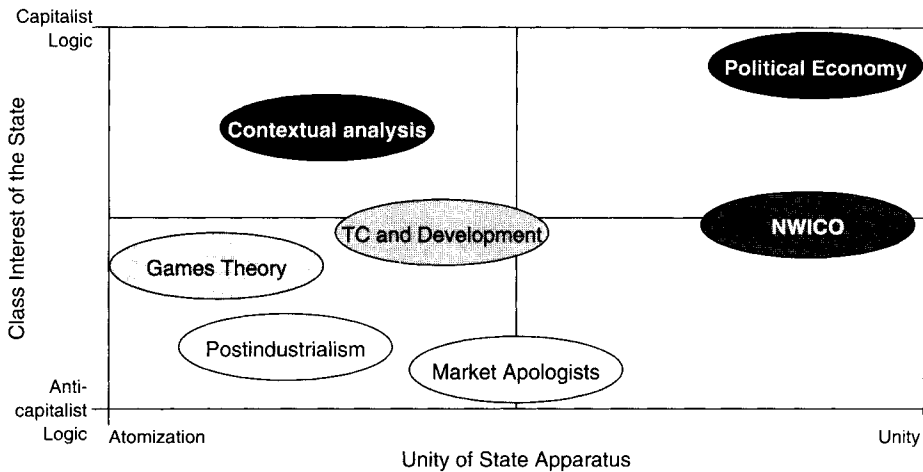 Capitalist
Logic
Political Economy
Contextual analysis
Class Interest of the State
TC and Development
NWICO
Games Theory
Postindustrialism
Market Apologists
Anti-
capitalist
Logic
Atomization
Unity
Unity of State Apparatus